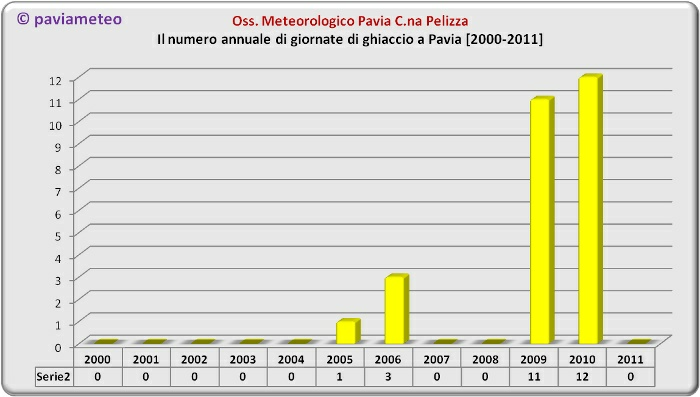 © paviameteo
Oss. Meteorologico Pavia C.na Pelizza
Il numero annuale di giornate di ghiaccio a Pavia [2000-2011]
12
11
10
9
8
7
6
5
4
3
2
1
0
2000 2001 2002 2003 2004 2005 2006 2007 2008 2009 2010 2011
Serie2 0 0 0 0 0 1 3 0 0 11 12 0